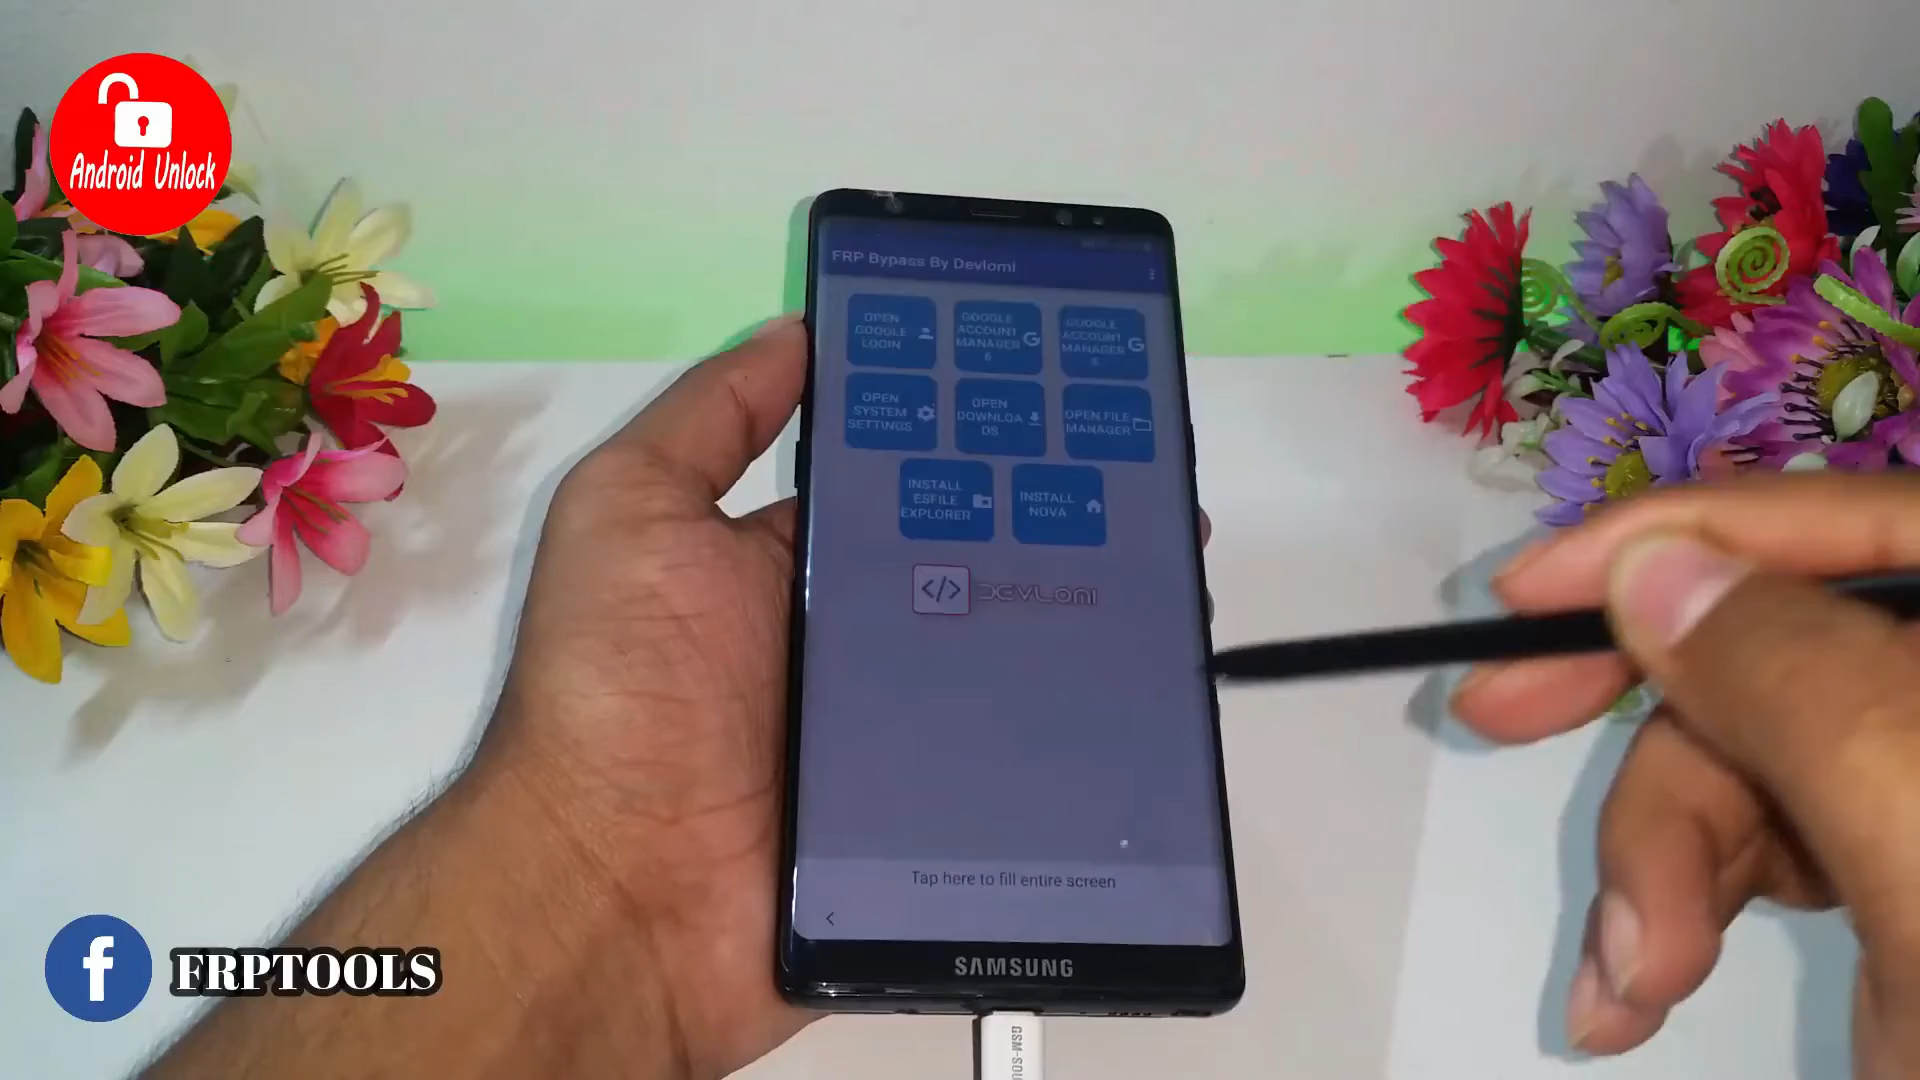 Android Unlock
FRP Bypass By Devlomi
OPEN
GOOGLE
LOGIN
GOOGLE
ACCOUNT
MANAGER
6
GOOGLE
ACCOUNT
MANAGER
OPEN
SYSTEM
SETTINGS
OPEN
DOWNLOA
DS
OPEN FILE
MANAGER
INSTALL
ESFILE
EXPLORER
INSTALL
NOVA
</> DEVLOMI
Tap here to fill entire screen
SAMSUNG
f FRPTOOLS